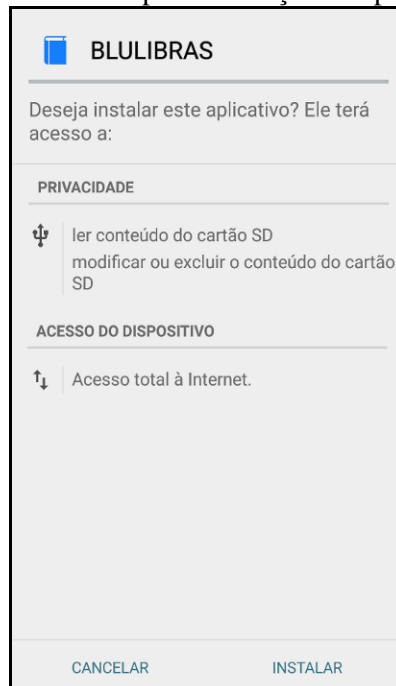 BLULIBRAS
Deseja instalar este aplicativo? Ele terá
acesso a:
PRIVACIDADE
ler conteúdo do cartão SD
modificar ou excluir o conteúdo do cartão
SD
ACESSO DO DISPOSITIVO
Acesso total à Internet.
CANCELAR INSTALAR